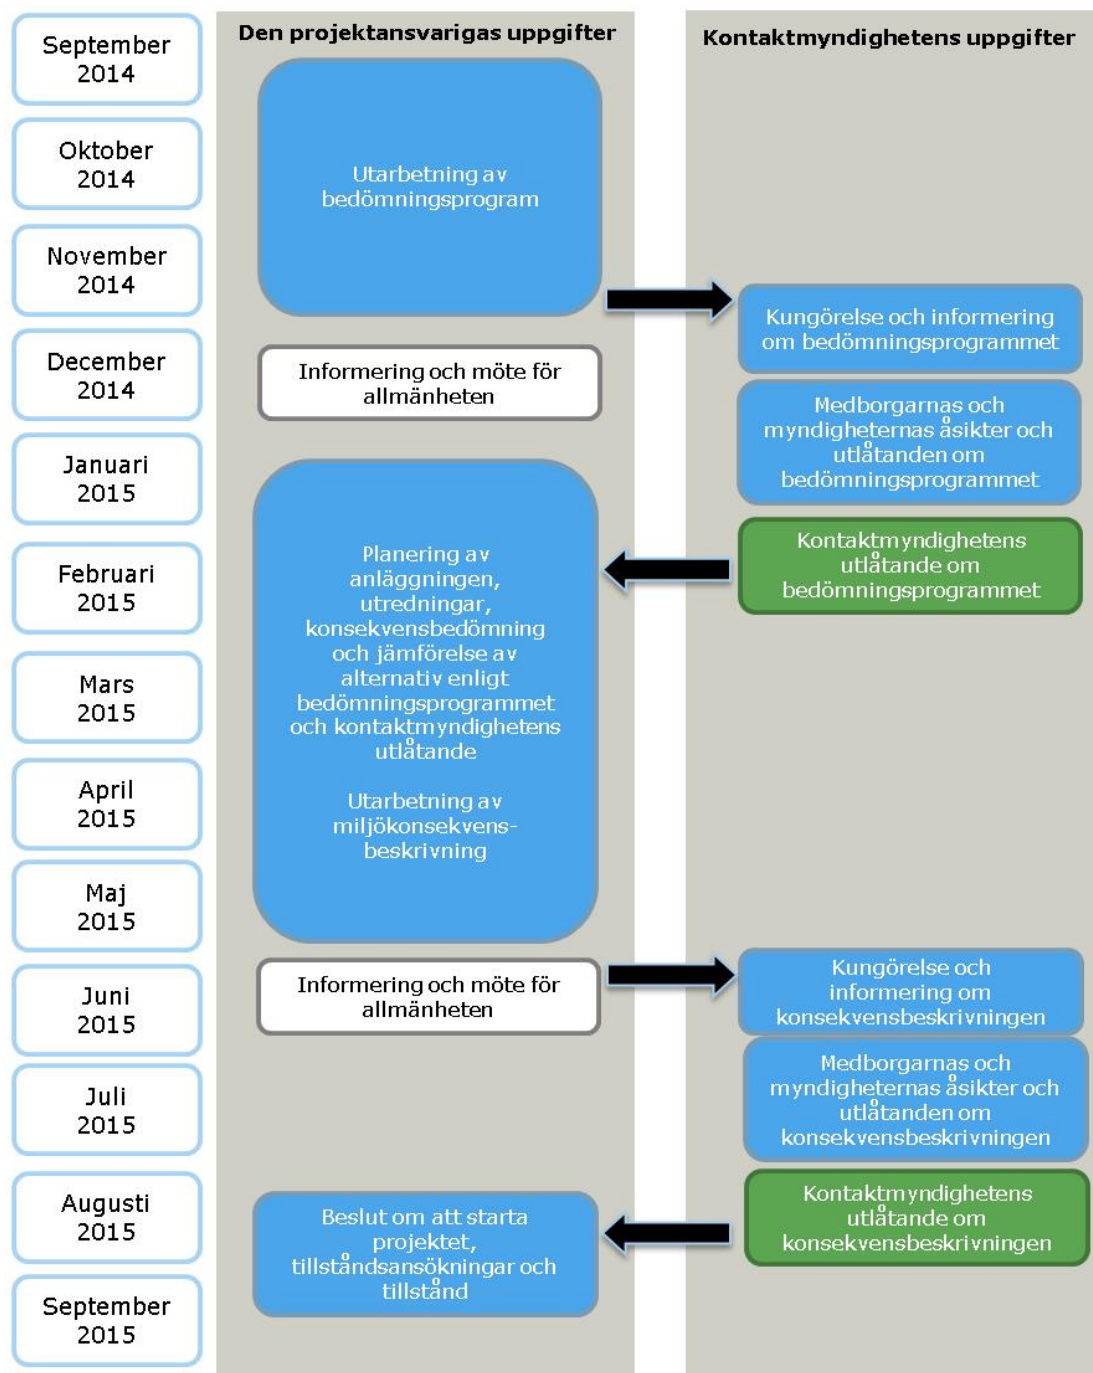 September
2014
Oktober
2014
November
2014
December
2014
Januari
2015
Februari
2015
Mars
2015
April
2015
Maj
2015
Juni
2015
Juli
2015
Augusti
2015
September
2015
Den projektansvarigas uppgifter
Utarbetning av
bedömningsprogram
Informering och möte för
allmänheten
Planering av
anläggningen,
utredningar,
konsekvensbedömning
och jämförelse av
alternativ enligt
bedömningsprogrammet
och kontaktmyndighetens
utlåtande
Utarbetning av
miljökonsekvens-
beskrivning
Informering och möte för
allmänheten
Beslut om att starta
projektet,
tillståndsansökningar och
tillstånd
Kontaktmyndighetens uppgifter
Kungörelse och informering
om bedömningsprogrammet
Medborgarnas och
myndigheternas åsikter och
utlåtanden om
bedömningsprogrammet
Kontaktmyndighetens
utlåtande om
bedömningsprogrammet
Kungörelse och
informering om
konsekvensbeskrivningen
Medborgarnas och
myndigheternas åsikter och
utlåtanden om
konsekvensbeskrivningen
Kontaktmyndighetens
utlåtande om
konsekvensbeskrivningen